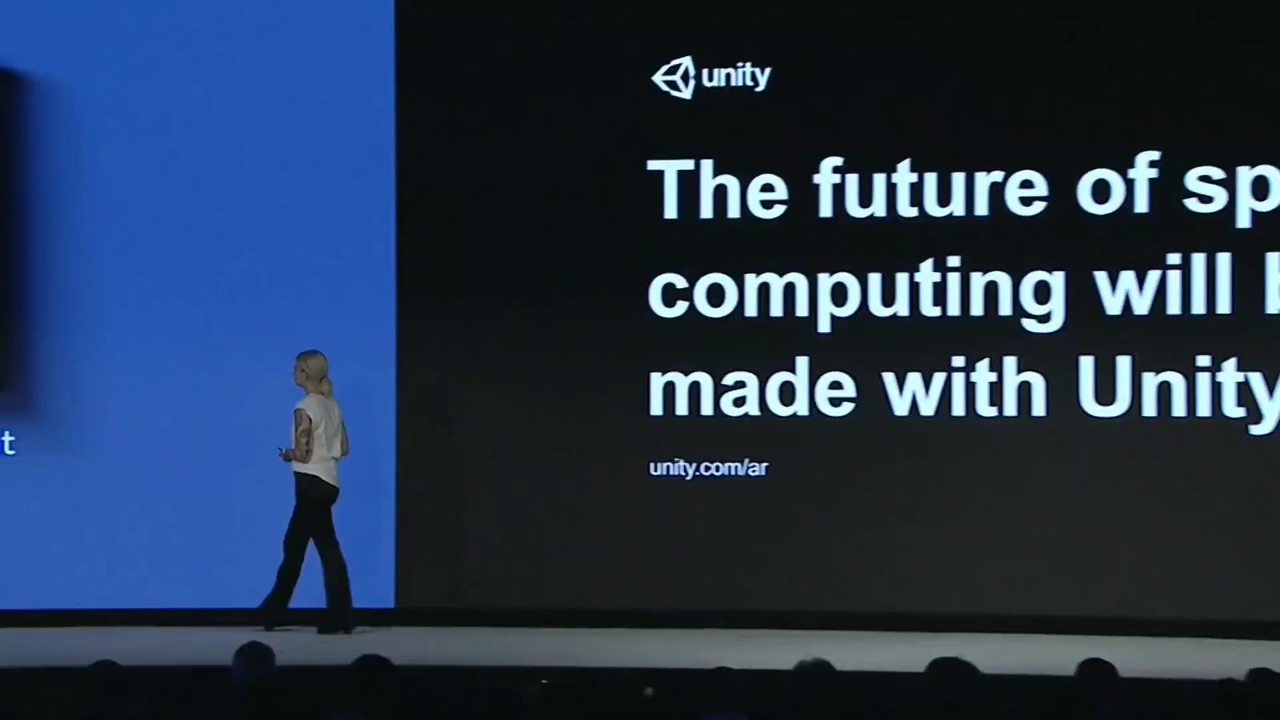 unity
The future of sp
computing will b
made with Unity
unity.com/ar
t